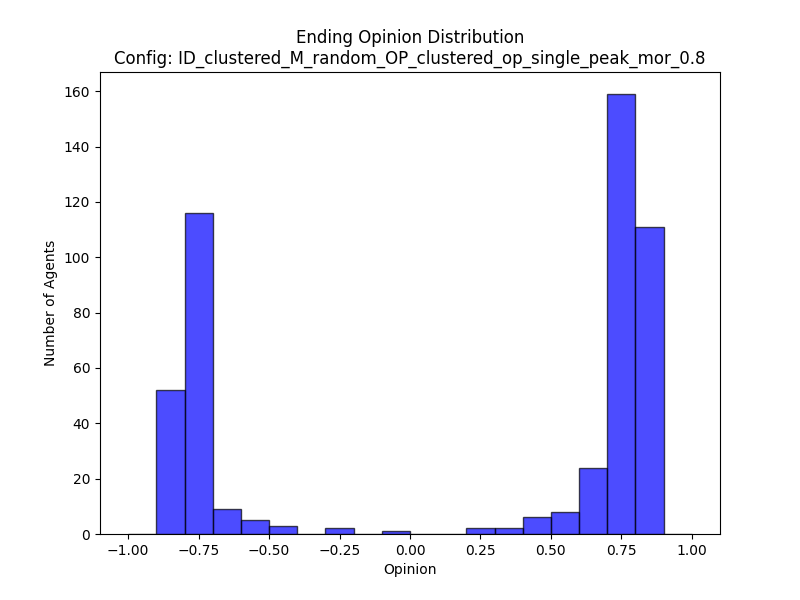 Ending Opinion Distribution
Config: ID_clustered_M_random_OP_clustered_op_single_peak_mor_0.8
160
140
120
100
80
60
40
20
0
Number of Agents
−1.00 −0.75 −0.50 −0.25 0.00 0.25 0.50 0.75 1.00
Opinion